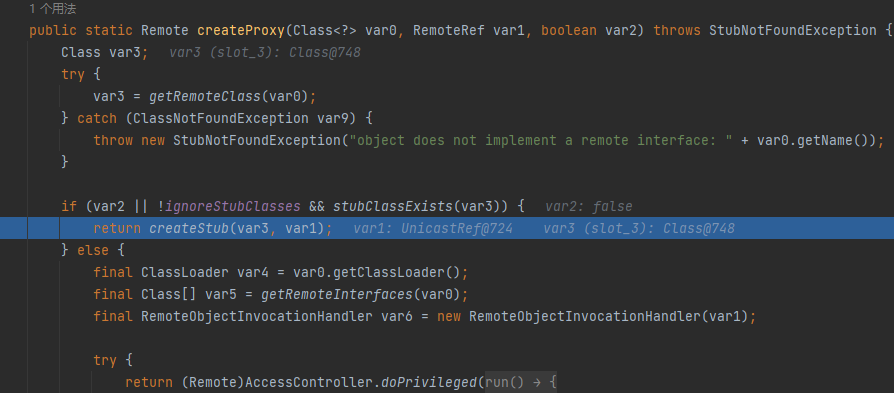 1 个用法
public static Remote createProxy(Class<?> var0, RemoteRef var1, boolean var2) throws StubNotFoundException {
    Class var3;   var3 (slot_3): Class@748
    try {
        var3 = getRemoteClass(var0);
    } catch (ClassNotFoundException var9) {
        throw new StubNotFoundException("object does not implement a remote interface: " + var0.getName());
    }

    if (var2 || !ignoreStubClasses && stubClassExists(var3)) {   var2: false
        return createStub(var3, var1);   var1: UnicastRef@724    var3 (slot_3): Class@748
    } else {
        final ClassLoader var4 = var0.getClassLoader();
        final Class[] var5 = getRemoteInterfaces(var0);
        final RemoteObjectInvocationHandler var6 = new RemoteObjectInvocationHandler(var1);

        try {
            return (Remote)AccessController.doPrivileged(run() → {